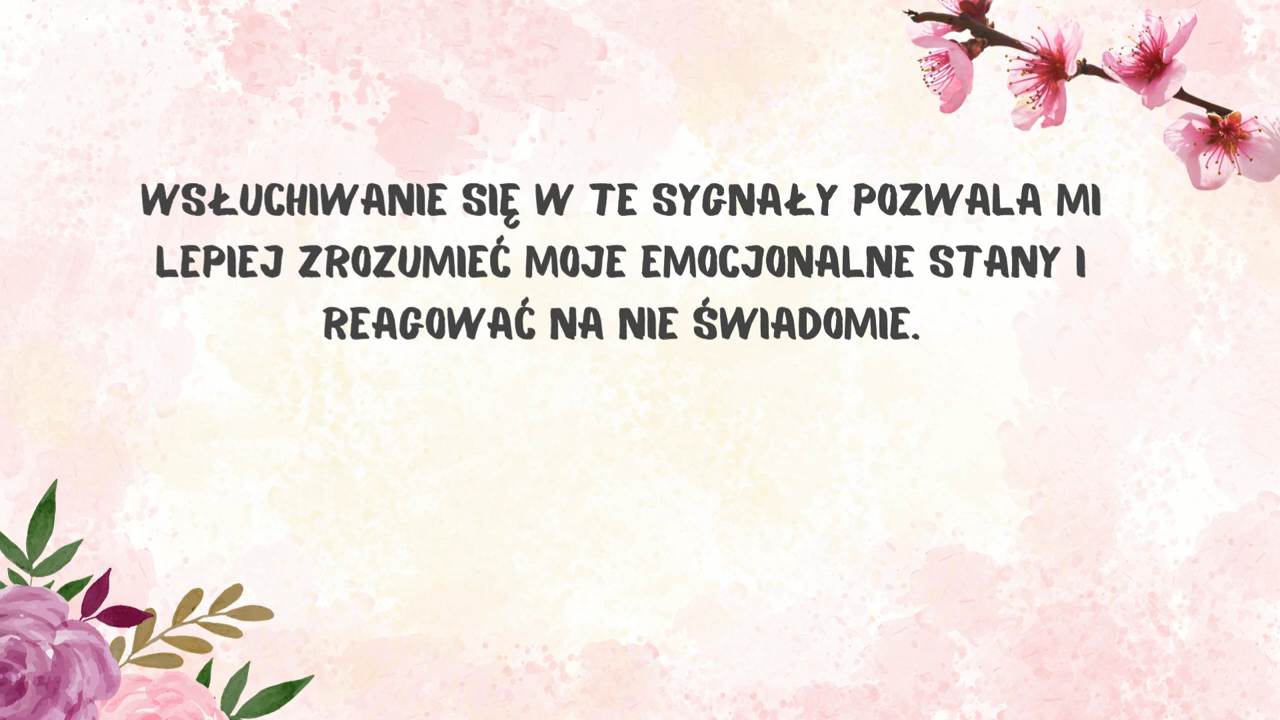 WSŁUCHIWANIE SIĘ W TE SYGNAŁY POZWALA MI
LEPIEJ ZROZUMIEĆ MOJE EMOCJONALNE STANY I
REAGOWAĆ NA NIE ŚWIADOMIE.